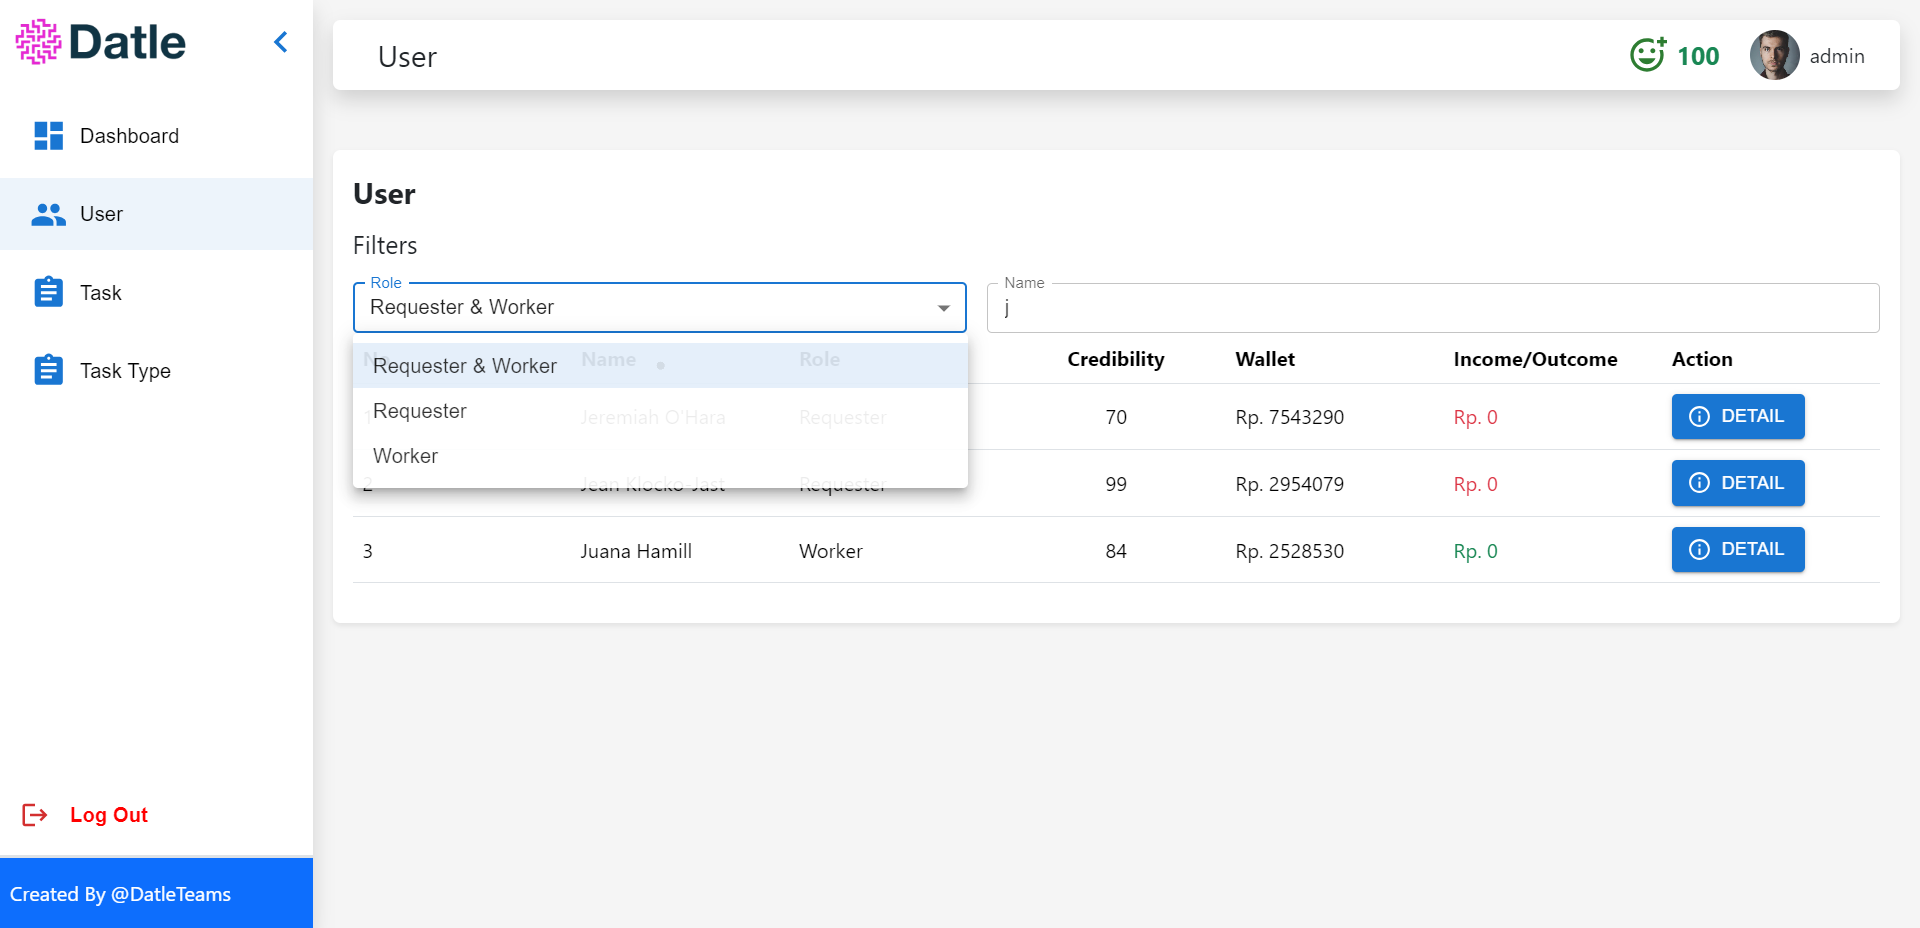 Datle
Dashboard
User
Task
Task Type
Log Out
Created By @DatleTeams
User
100
admin
User
Filters
Role
Requester & Worker
Name
j
Requester & Worker
Requester
Worker
No Name Role Credibility Wallet Income/Outcome Action
1 Jeremiah O'Hara Requester 70 Rp. 7543290 Rp. 0 DETAIL
2 Jean Klocko-Jast Requester 99 Rp. 2954079 Rp. 0 DETAIL
3 Juana Hamill Worker 84 Rp. 2528530 Rp. 0 DETAIL